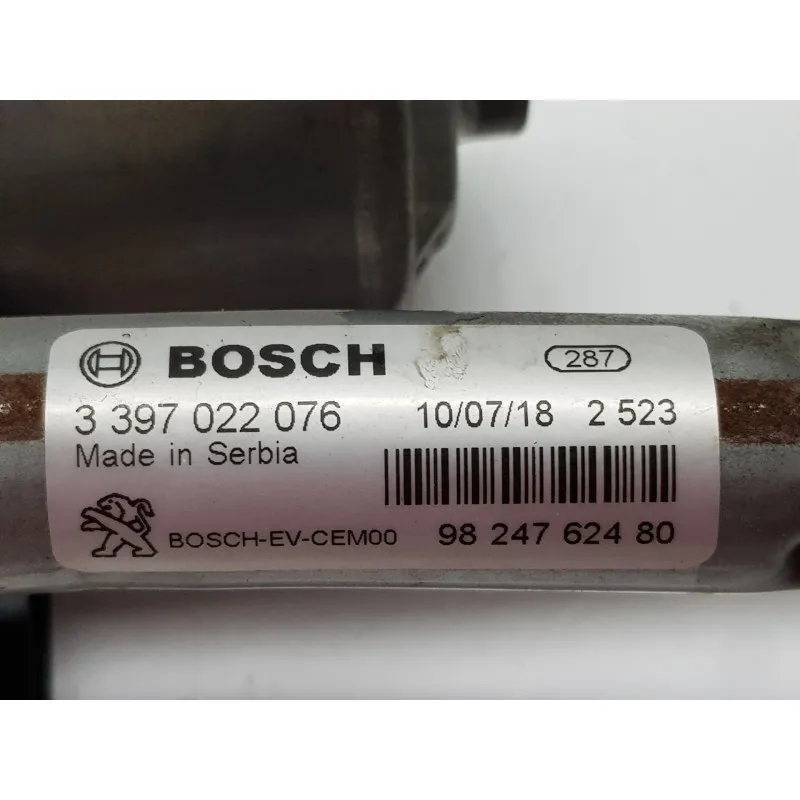 BOSCH 287
3 397 022 076 10/07/18 2 523
Made in Serbia
BOSCH-EV-CEM00 98 247 624 80